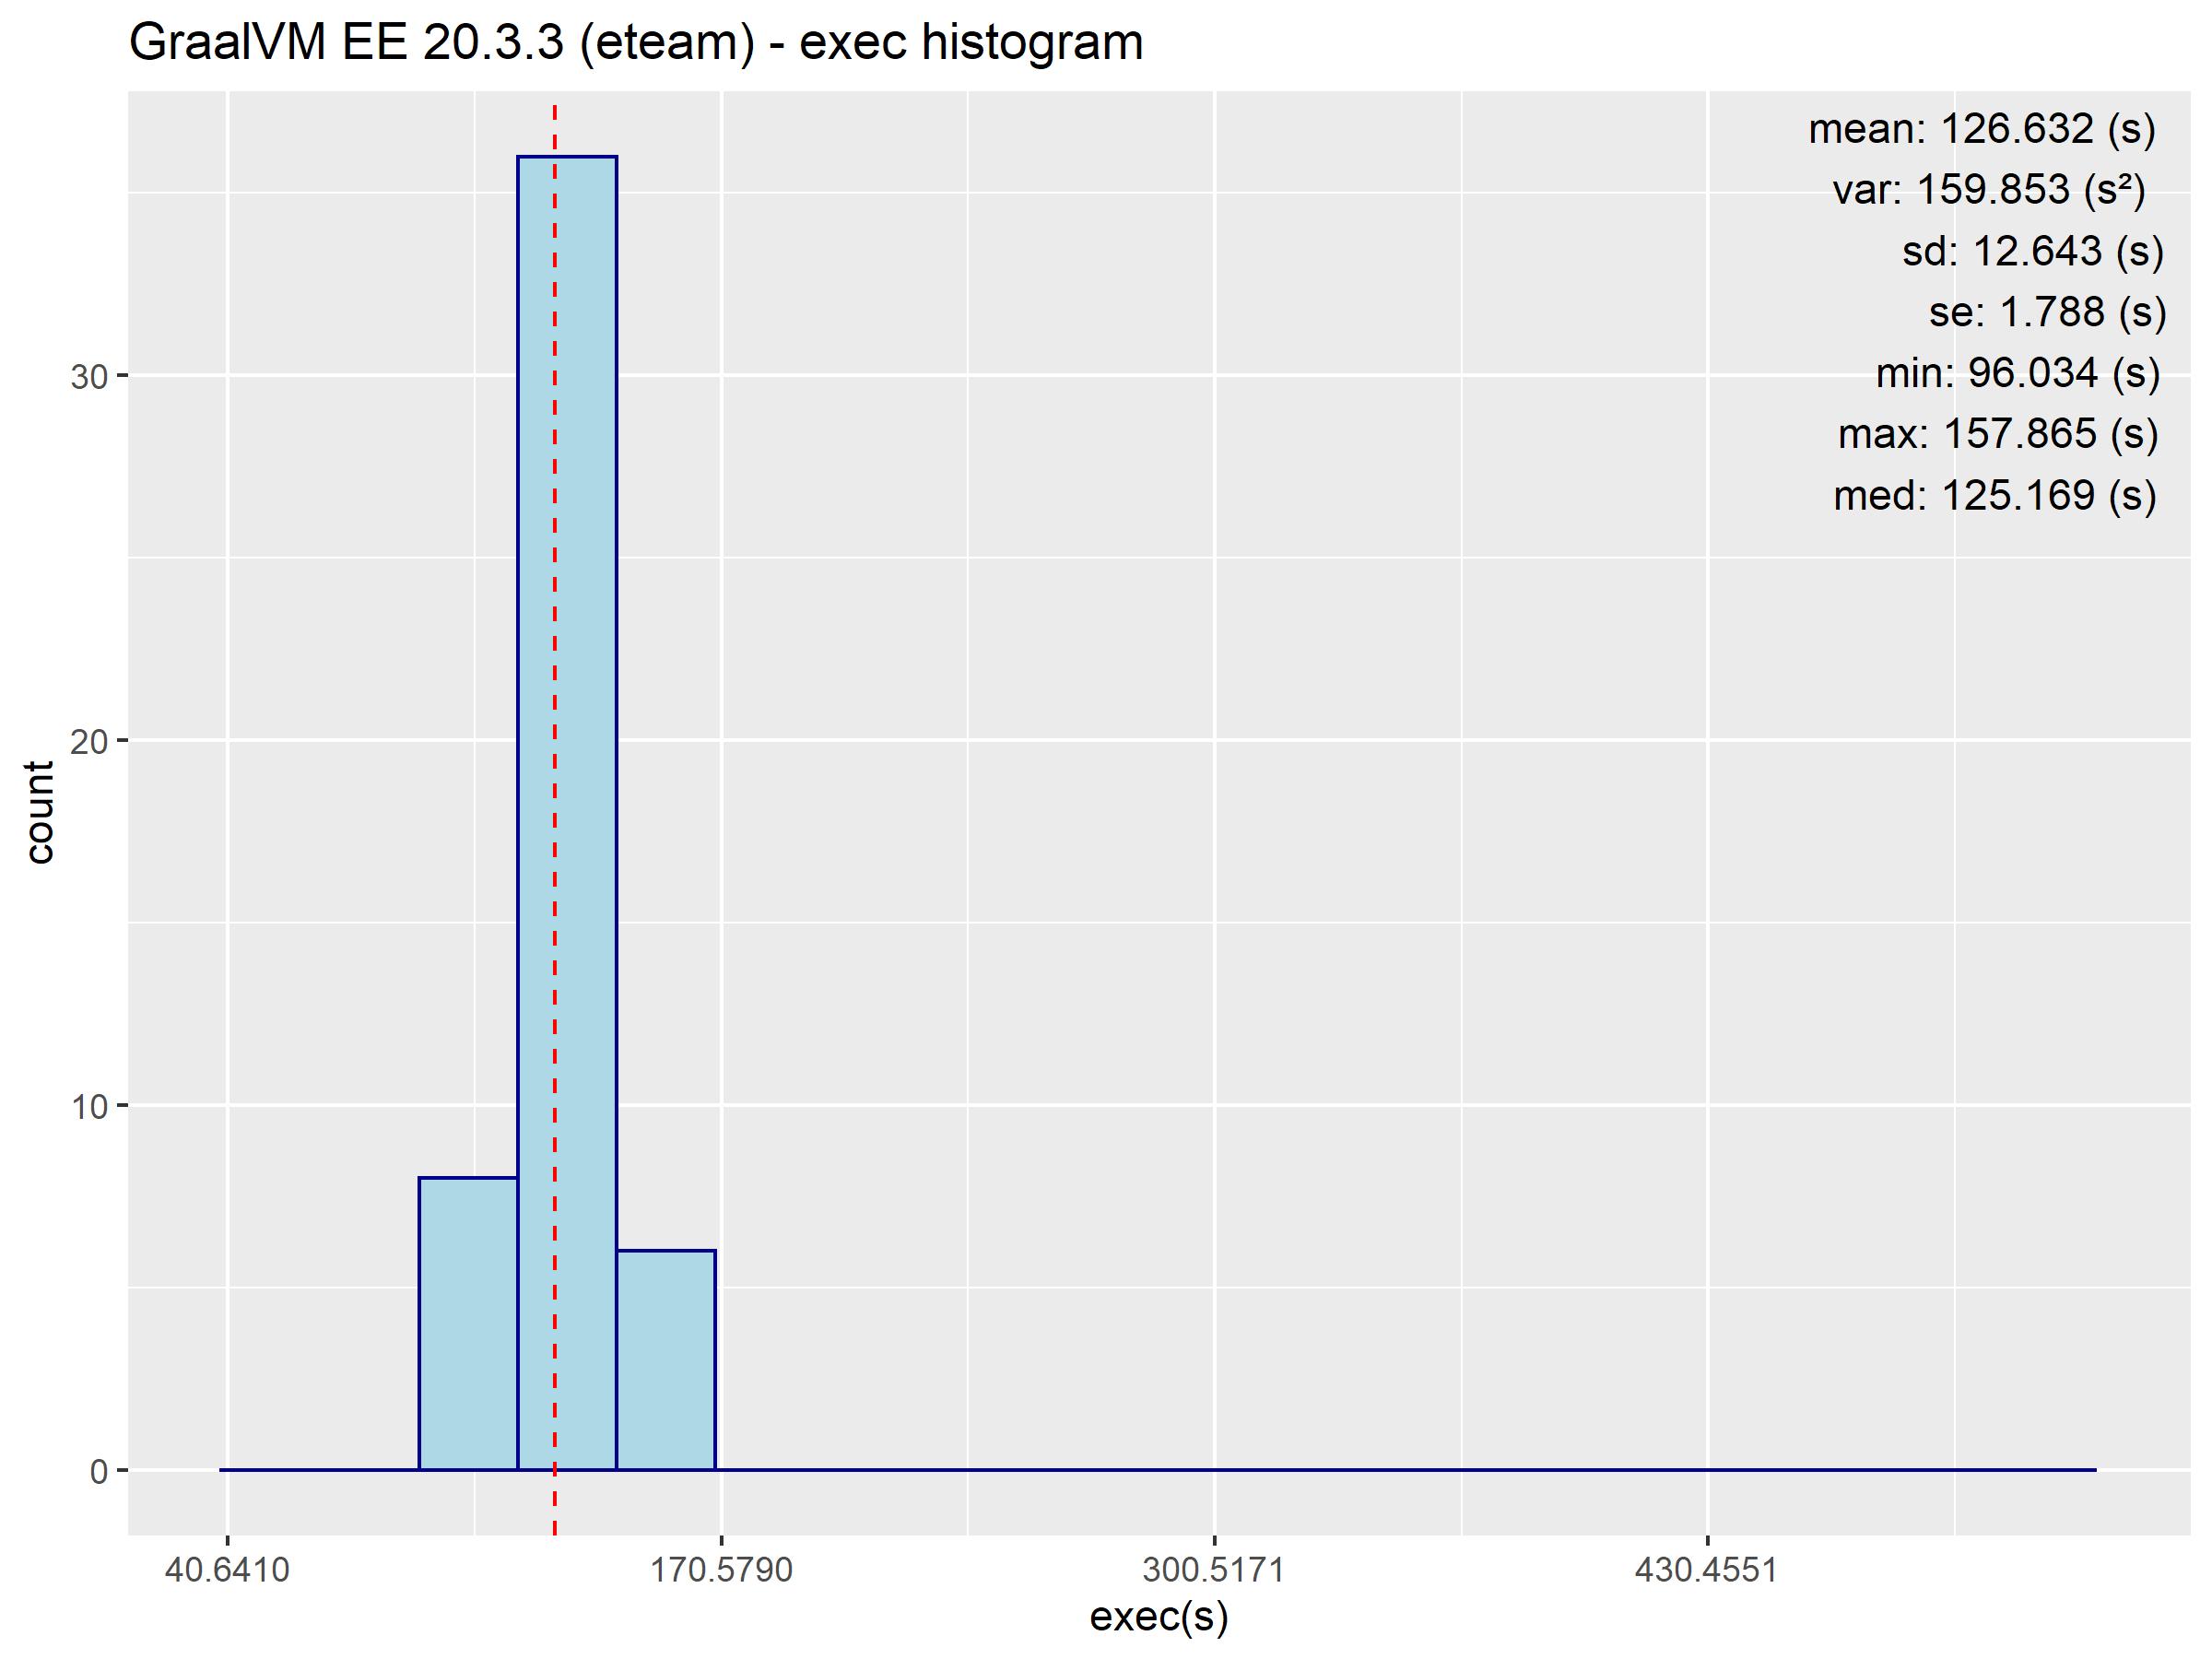 GraalVM EE 20.3.3 (eteam) - exec histogram
mean: 126.632 (s)
var: 159.853 (s²)
sd: 12.643 (s)
se: 1.788 (s)
min: 96.034 (s)
max: 157.865 (s)
med: 125.169 (s)
30
20
10
0
count
40.6410 170.5790 300.5171 430.4551
exec(s)